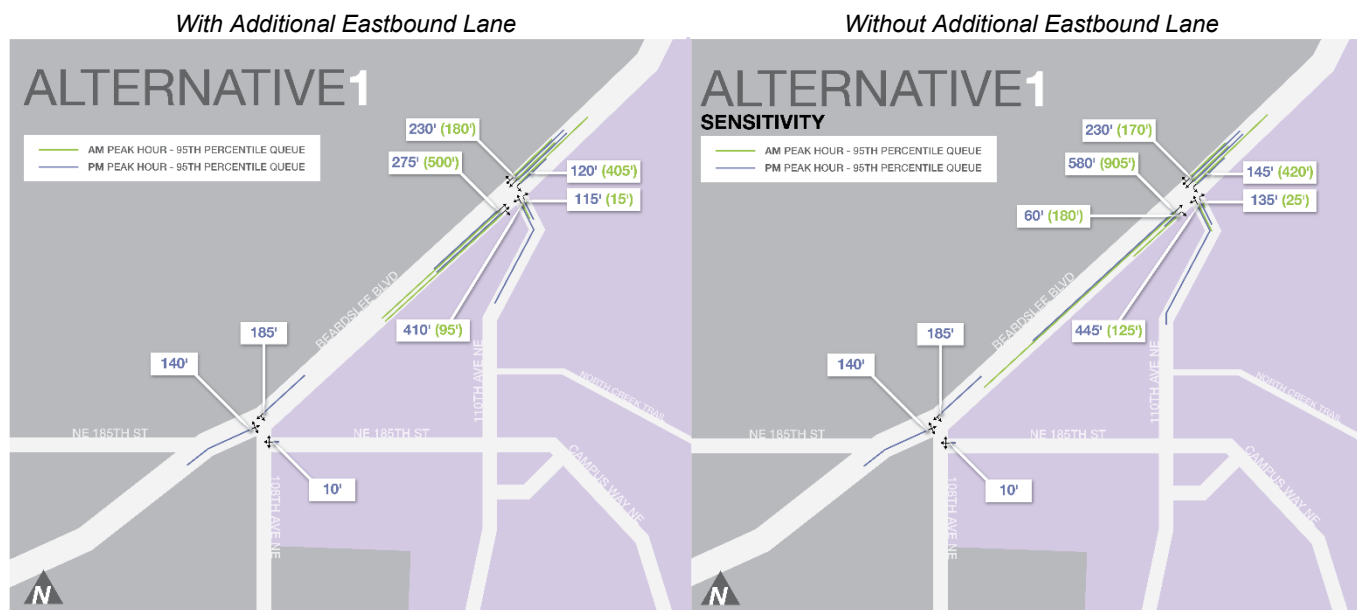 With Additional Eastbound Lane
ALTERNATIVE1
AM PEAK HOUR - 95TH PERCENTILE QUEUE
PM PEAK HOUR - 95TH PERCENTILE QUEUE
230' (180')
275' (500')
120' (405')
115' (15')
BEARDSLEE BLVD
410' (95')
185'
140'
110TH AVE NE
NORTH CREEK TRAIL
NE 185TH ST
NE 185TH ST
CAMPUS WAY NE
10'
108TH AVE NE
N
Without Additional Eastbound Lane
ALTERNATIVE1
SENSITIVITY
AM PEAK HOUR - 95TH PERCENTILE QUEUE
PM PEAK HOUR - 95TH PERCENTILE QUEUE
230' (170')
580' (905')
145' (420')
135' (25')
60' (180')
BEARDSLEE BLVD
445' (125')
185'
140'
110TH AVE NE
NORTH CREEK TRAIL
NE 185TH ST
NE 185TH ST
CAMPUS WAY NE
10'
108TH AVE NE
N